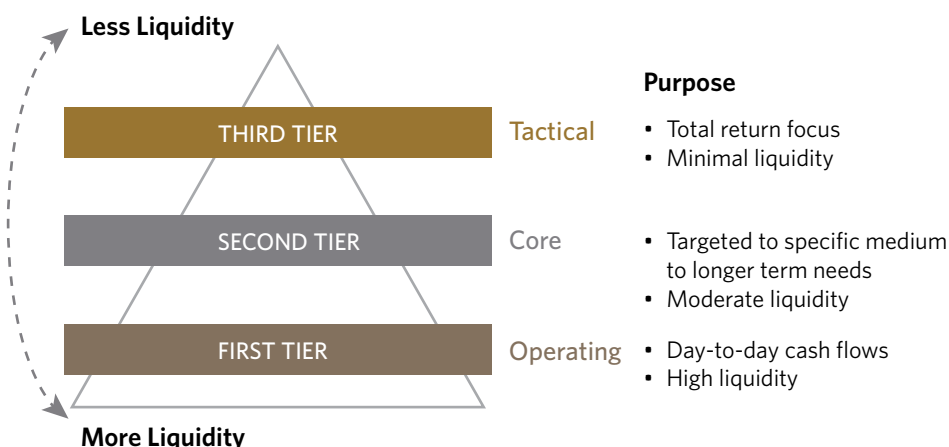 Less Liquidity
Purpose
THIRD TIER
Tactical
• Total return focus
• Minimal liquidity
SECOND TIER
Core
• Targeted to specific medium
to longer term needs
• Moderate liquidity
FIRST TIER
Operating
• Day-to-day cash flows
• High liquidity
More Liquidity